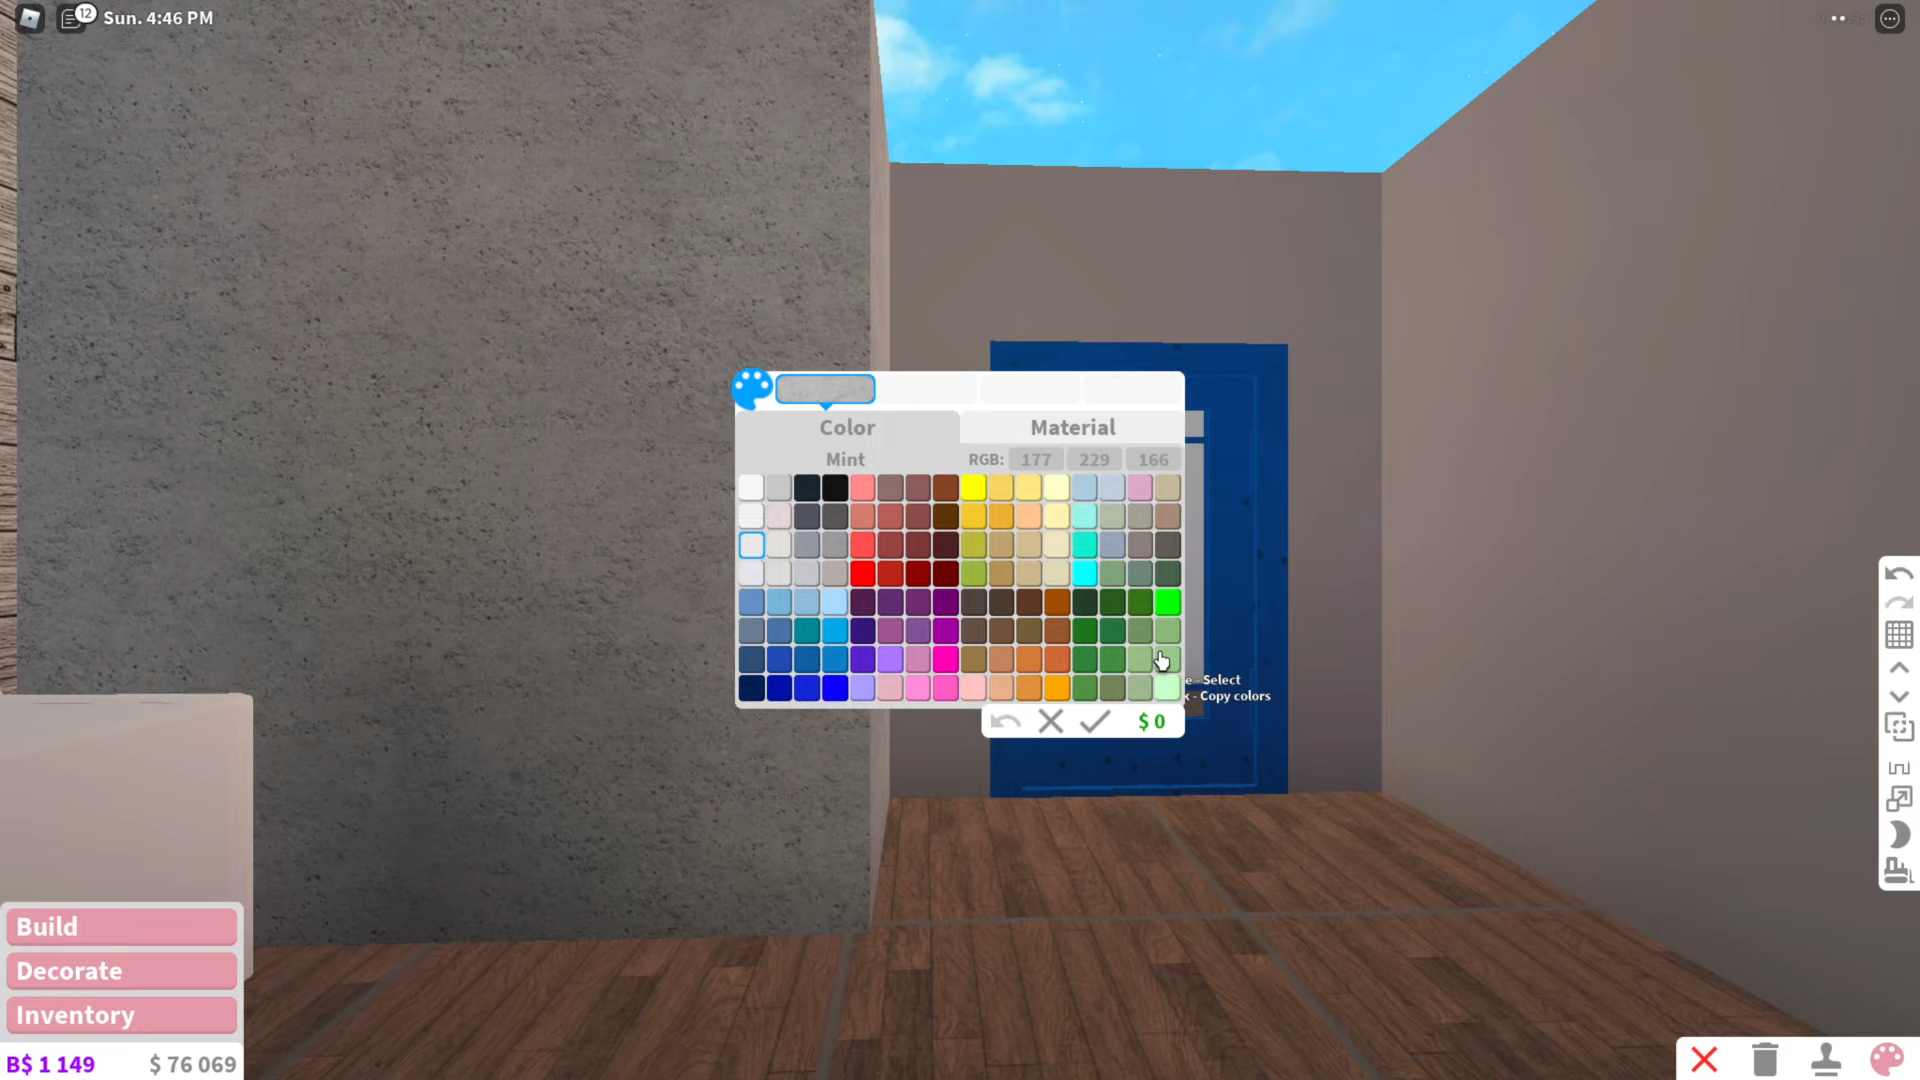 12 Sun. 4:46 PM
Color
Material
Mint
RGB: 177 229 166
- Select
- Copy colors
$ 0
Build
Decorate
Inventory
B$ 1 149
$ 76 069